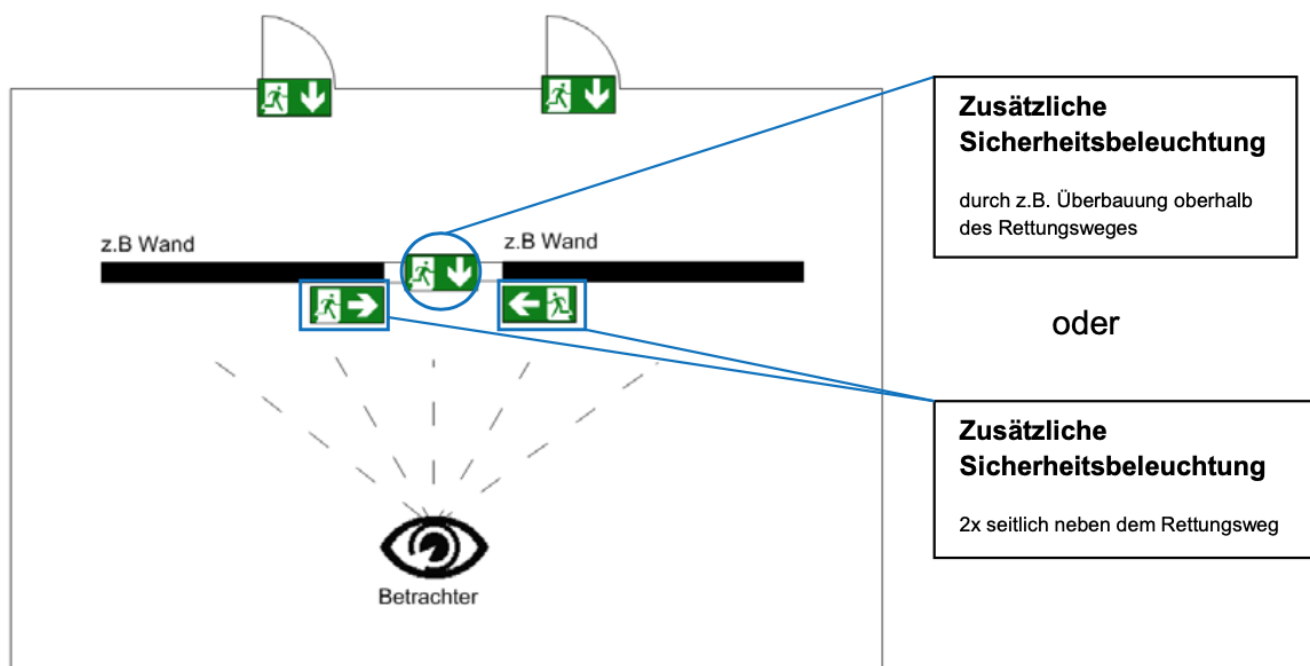 Zusätzliche
Sicherheitsbeleuchtung
durch z.B. Überbauung oberhalb
des Rettungsweges
z.B Wand
z.B Wand
oder
Zusätzliche
Sicherheitsbeleuchtung
2x seitlich neben dem Rettungsweg
Betrachter